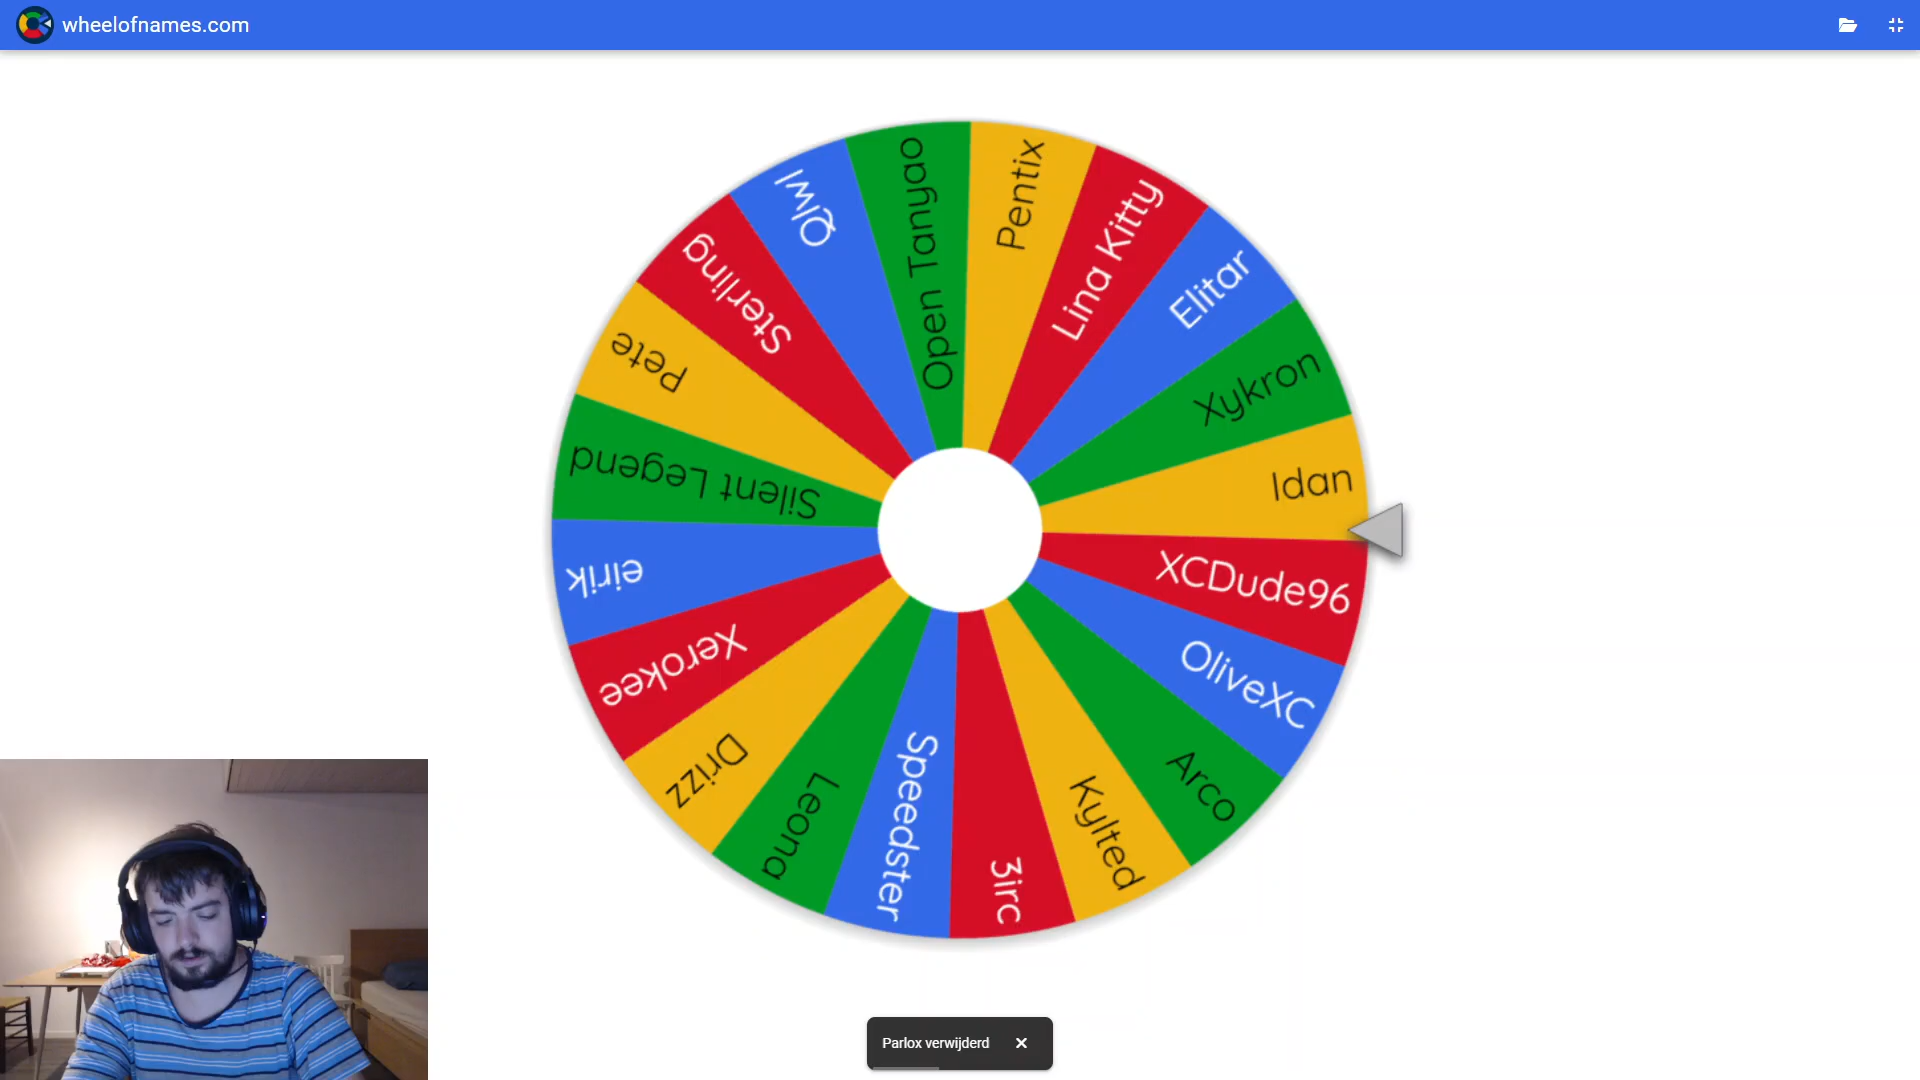 wheelofnames.com
Open Tanyao
Pentix
Lina Kitty
Elitar
Xykron
Idan
XCDude96
OliveXC
Arco
Kylted
3irc
Speedster
Leona
Drizz
Xerokee
eirik
Silent Legend
Pete
Sterling
Qlwl
Parlox verwijderd